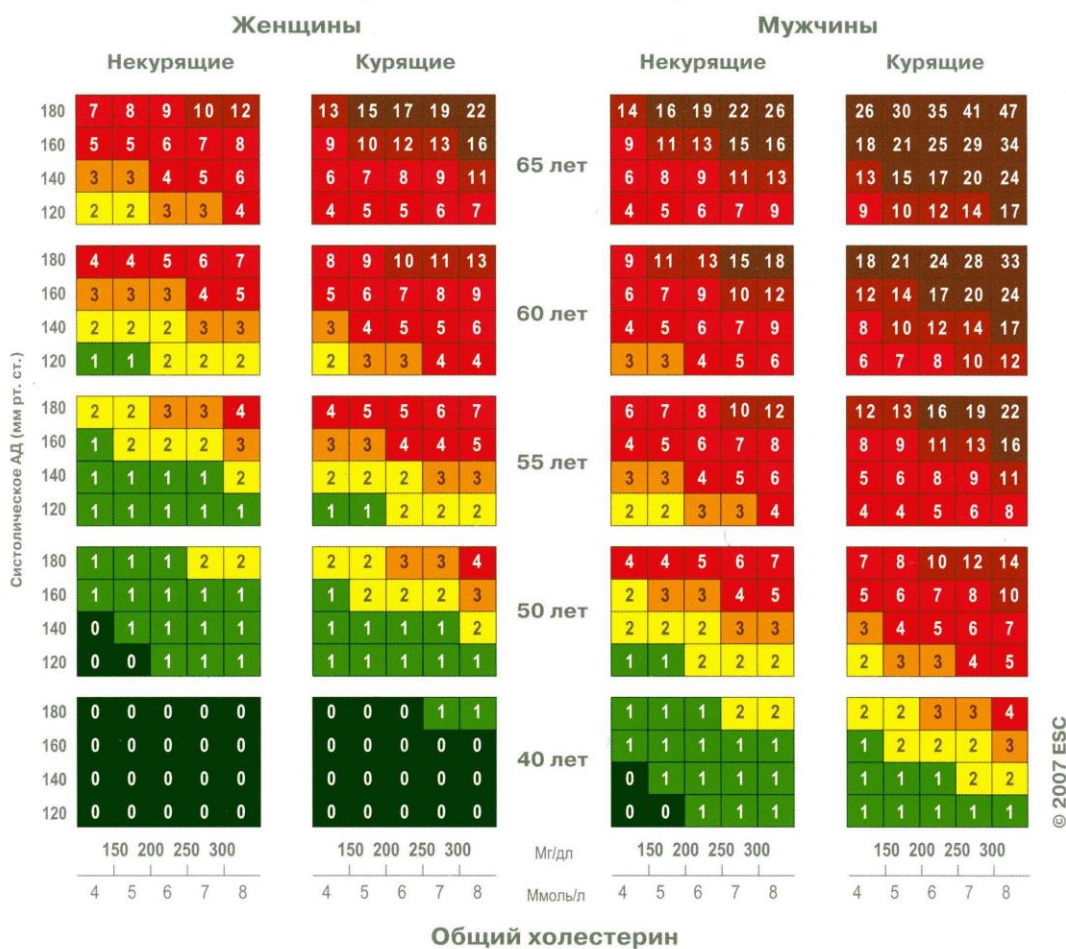 Женщины Мужчины
Некурящие Курящие Некурящие Курящие
180 7 8 9 10 12 13 15 17 19 22 14 16 19 22 26 26 30 35 41 47
160 5 5 6 7 8 9 10 12 13 16 9 11 13 15 16 18 21 25 29 34
65 лет
140 3 3 4 5 6 6 7 8 9 11 6 8 9 11 13 13 15 17 20 24
120 2 2 3 3 4 4 5 5 6 7 4 5 6 7 9 9 10 12 14 17
180 4 4 5 6 7 8 9 10 11 13 9 11 13 15 18 18 21 24 28 33
160 3 3 3 4 5 5 6 7 8 9 6 7 9 10 12 12 14 17 20 24
60 лет
140 2 2 2 3 3 3 4 5 5 6 4 5 6 7 9 8 10 12 14 17
120 1 1 2 2 2 2 3 3 4 4 3 3 4 5 6 6 7 8 10 12
Систолическое АД (мм рт. ст.)
180 2 2 3 3 4 4 5 5 6 7 6 7 8 10 12 12 13 16 19 22
160 1 2 2 2 3 3 3 4 4 5 4 5 6 7 8 8 9 11 13 16
55 лет
140 1 1 1 1 2 2 2 2 3 3 3 3 4 5 6 5 6 8 9 11
120 1 1 1 1 1 1 1 2 2 2 2 2 3 3 4 4 4 5 6 8
180 1 1 1 2 2 2 2 3 3 4 4 4 5 6 7 7 8 10 12 14
160 1 1 1 1 1 1 2 2 2 3 2 3 3 4 5 5 6 7 8 10
50 лет
140 0 1 1 1 1 1 1 1 1 2 2 2 2 3 3 3 4 5 6 7
120 0 0 1 1 1 1 1 1 1 1 1 1 2 2 2 2 3 3 4 5
180 0 0 0 0 0 0 0 0 1 1 1 1 1 2 2 2 2 3 3 4
160 0 0 0 0 0 0 0 0 0 0 1 1 1 1 1 1 2 2 2 3
40 лет
140 0 0 0 0 0 0 0 0 0 0 0 1 1 1 1 1 1 1 2 2
120 0 0 0 0 0 0 0 0 0 0 0 0 1 1 1 1 1 1 1 1
© 2007 ESC
150 200 250 300 150 200 250 300 Мг/дл 150 200 250 300 150 200 250 300
4 5 6 7 8 4 5 6 7 8 Ммоль/л 4 5 6 7 8 4 5 6 7 8
Общий холестерин